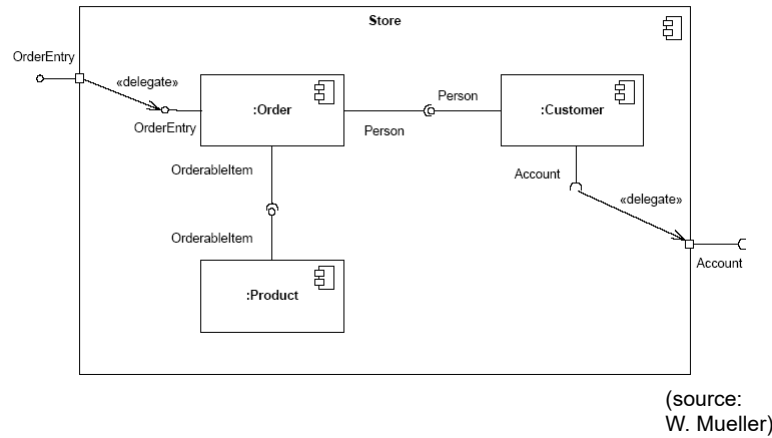 Store
OrderEntry
«delegate»
:Order
Person
:Customer
OrderEntry
Person
OrderableItem
Account
«delegate»
OrderableItem
Account
:Product
(source:
W. Mueller)